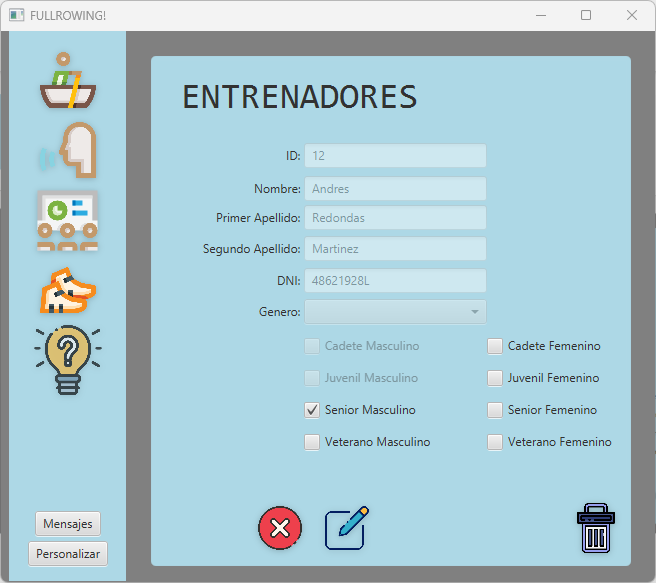 FULLROWING!
ENTRENADORES
ID: 12
Nombre: Andres
Primer Apellido: Redondas
Segundo Apellido: Martinez
DNI: 48621928L
Genero:
Cadete Masculino Cadete Femenino
Juvenil Masculino Juvenil Femenino
Senior Masculino Senior Femenino
Veterano Masculino Veterano Femenino
Mensajes
Personalizar